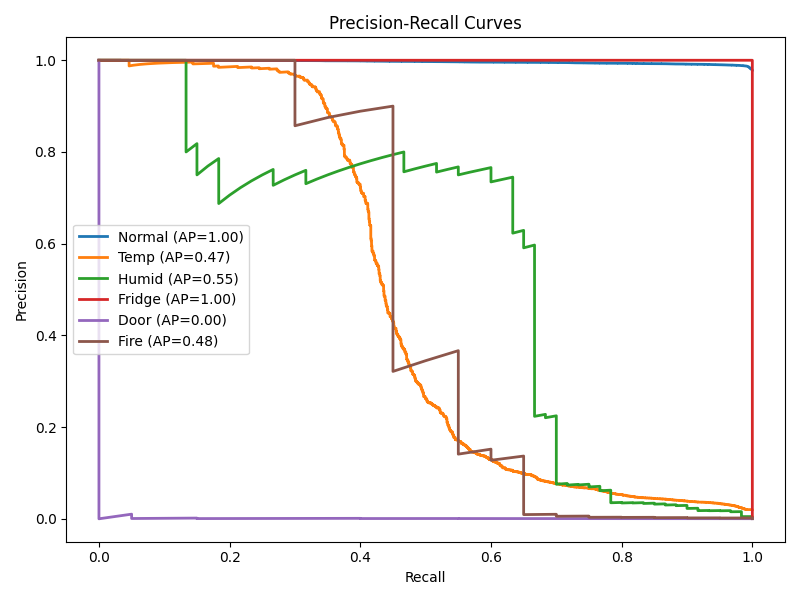 Precision-Recall Curves
Precision
1.0
0.8
0.6
0.4
0.2
0.0
Normal (AP=1.00)
Temp (AP=0.47)
Humid (AP=0.55)
Fridge (AP=1.00)
Door (AP=0.00)
Fire (AP=0.48)
0.0 0.2 0.4 0.6 0.8 1.0
Recall